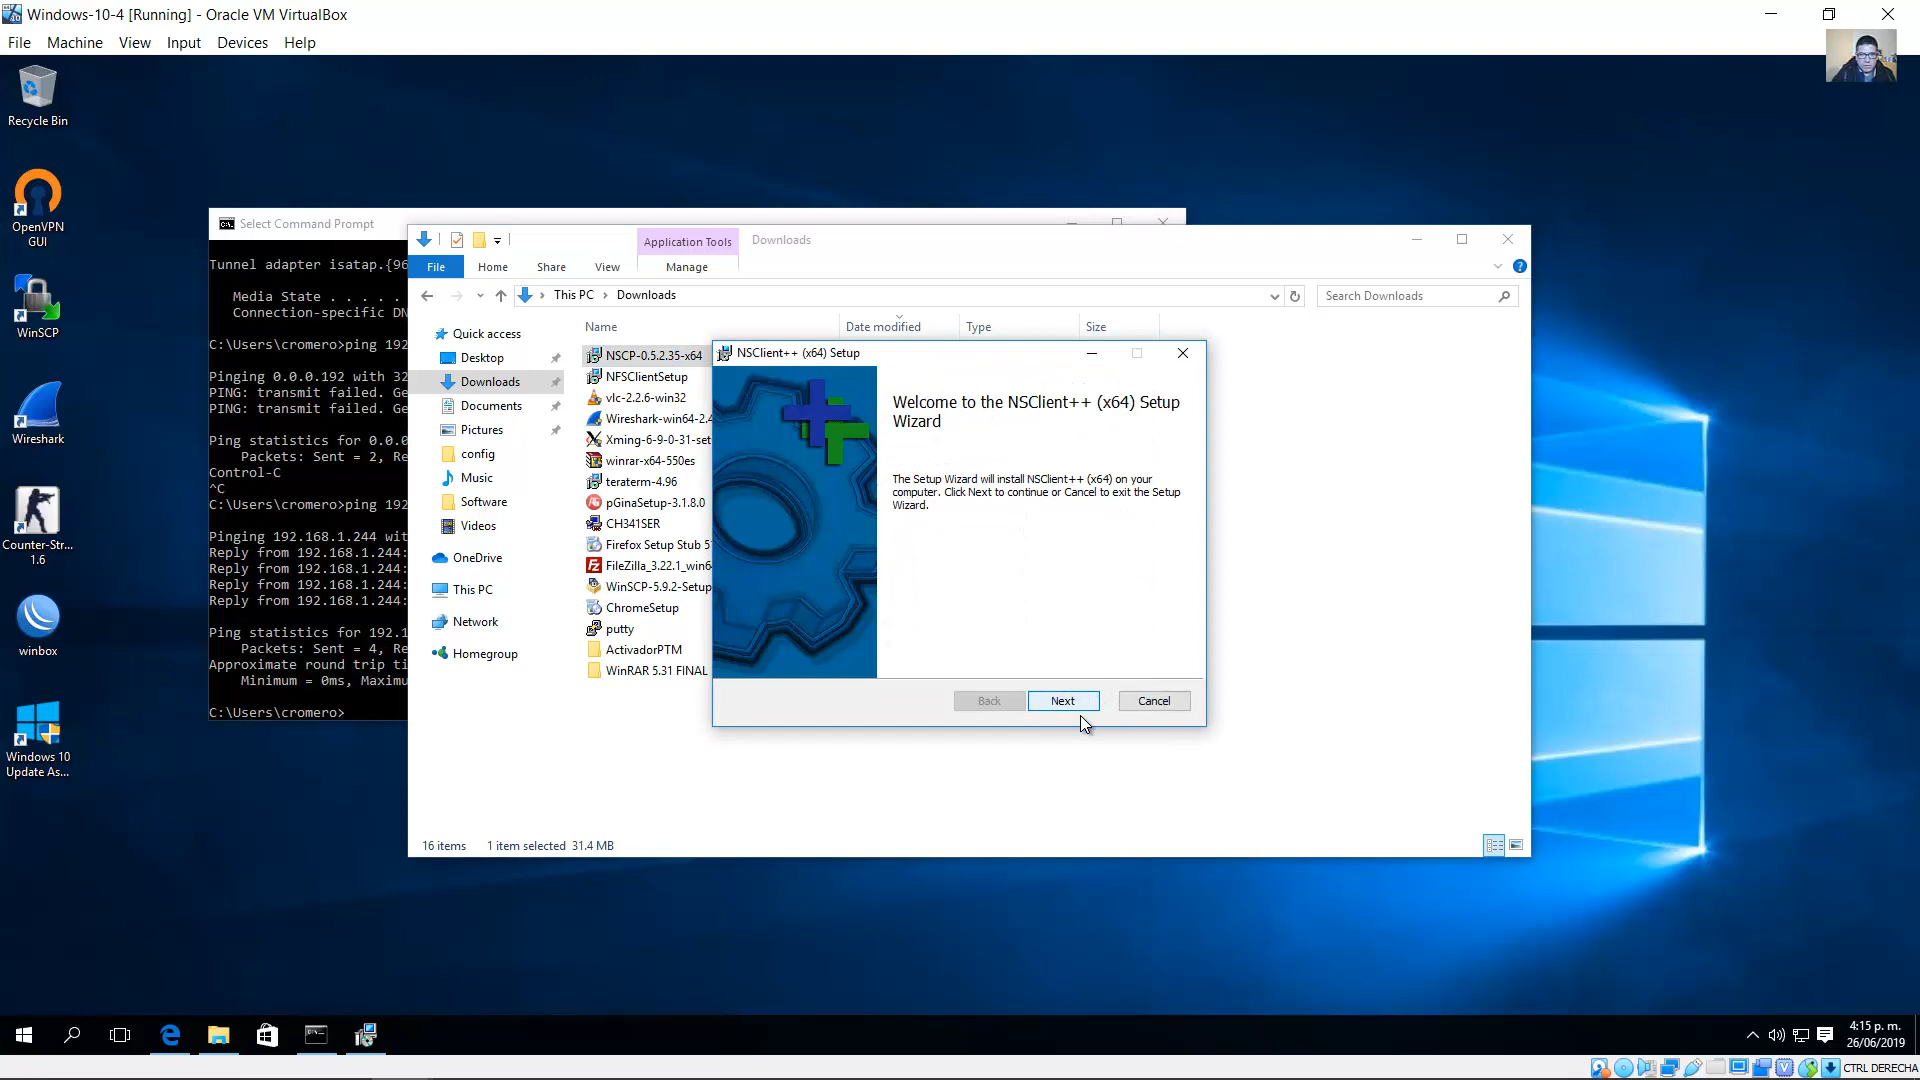 Windows-10-4 [Running] - Oracle VM VirtualBox
File Machine View Input Devices Help
Recycle Bin
OpenVPN
GUI
WinSCP
Wireshark
Counter-Str...
1.6
winbox
Windows 10
Update As...
Select Command Prompt
Tunnel adapter isatap.{96
Media State . . . . .
Connection-specific DN
C:\Users\cromero>ping 192
Pinging 0.0.0.192 with 32
PING: transmit failed. Ge
PING: transmit failed. Ge
Ping statistics for 0.0.0
Packets: Sent = 2, Re
Control-C
^C
C:\Users\cromero>ping 192
Pinging 192.168.1.244 wit
Reply from 192.168.1.244:
Reply from 192.168.1.244:
Reply from 192.168.1.244:
Reply from 192.168.1.244:
Ping statistics for 192.1
Packets: Sent = 4, Re
Approximate round trip ti
Minimum = 0ms, Maximu
C:\Users\cromero>
Application Tools Downloads
File Home Share View Manage
This PC > Downloads
Search Downloads
Name Date modified Type Size
Quick access
Desktop
Downloads
Documents
Pictures
config
Music
Software
Videos
OneDrive
This PC
Network
Homegroup
NSCP-0.5.2.35-x64
NFSClientSetup
vlc-2.2.6-win32
Wireshark-win64-2.4
Xming-6-9-0-31-set
winrar-x64-550es
teraterm-4.96
pGinaSetup-3.1.8.0
CH341SER
Firefox Setup Stub 5
FileZilla_3.22.1_win6
WinSCP-5.9.2-Setup
ChromeSetup
putty
ActivadorPTM
WinRAR 5.31 FINAL
16 items 1 item selected 31.4 MB
NSClient++ (x64) Setup
Welcome to the NSClient++ (x64) Setup
Wizard
The Setup Wizard will install NSClient++ (x64) on your
computer. Click Next to continue or Cancel to exit the Setup
Wizard.
Back Next Cancel
4:15 p. m.
26/06/2019
CTRL DERECHA